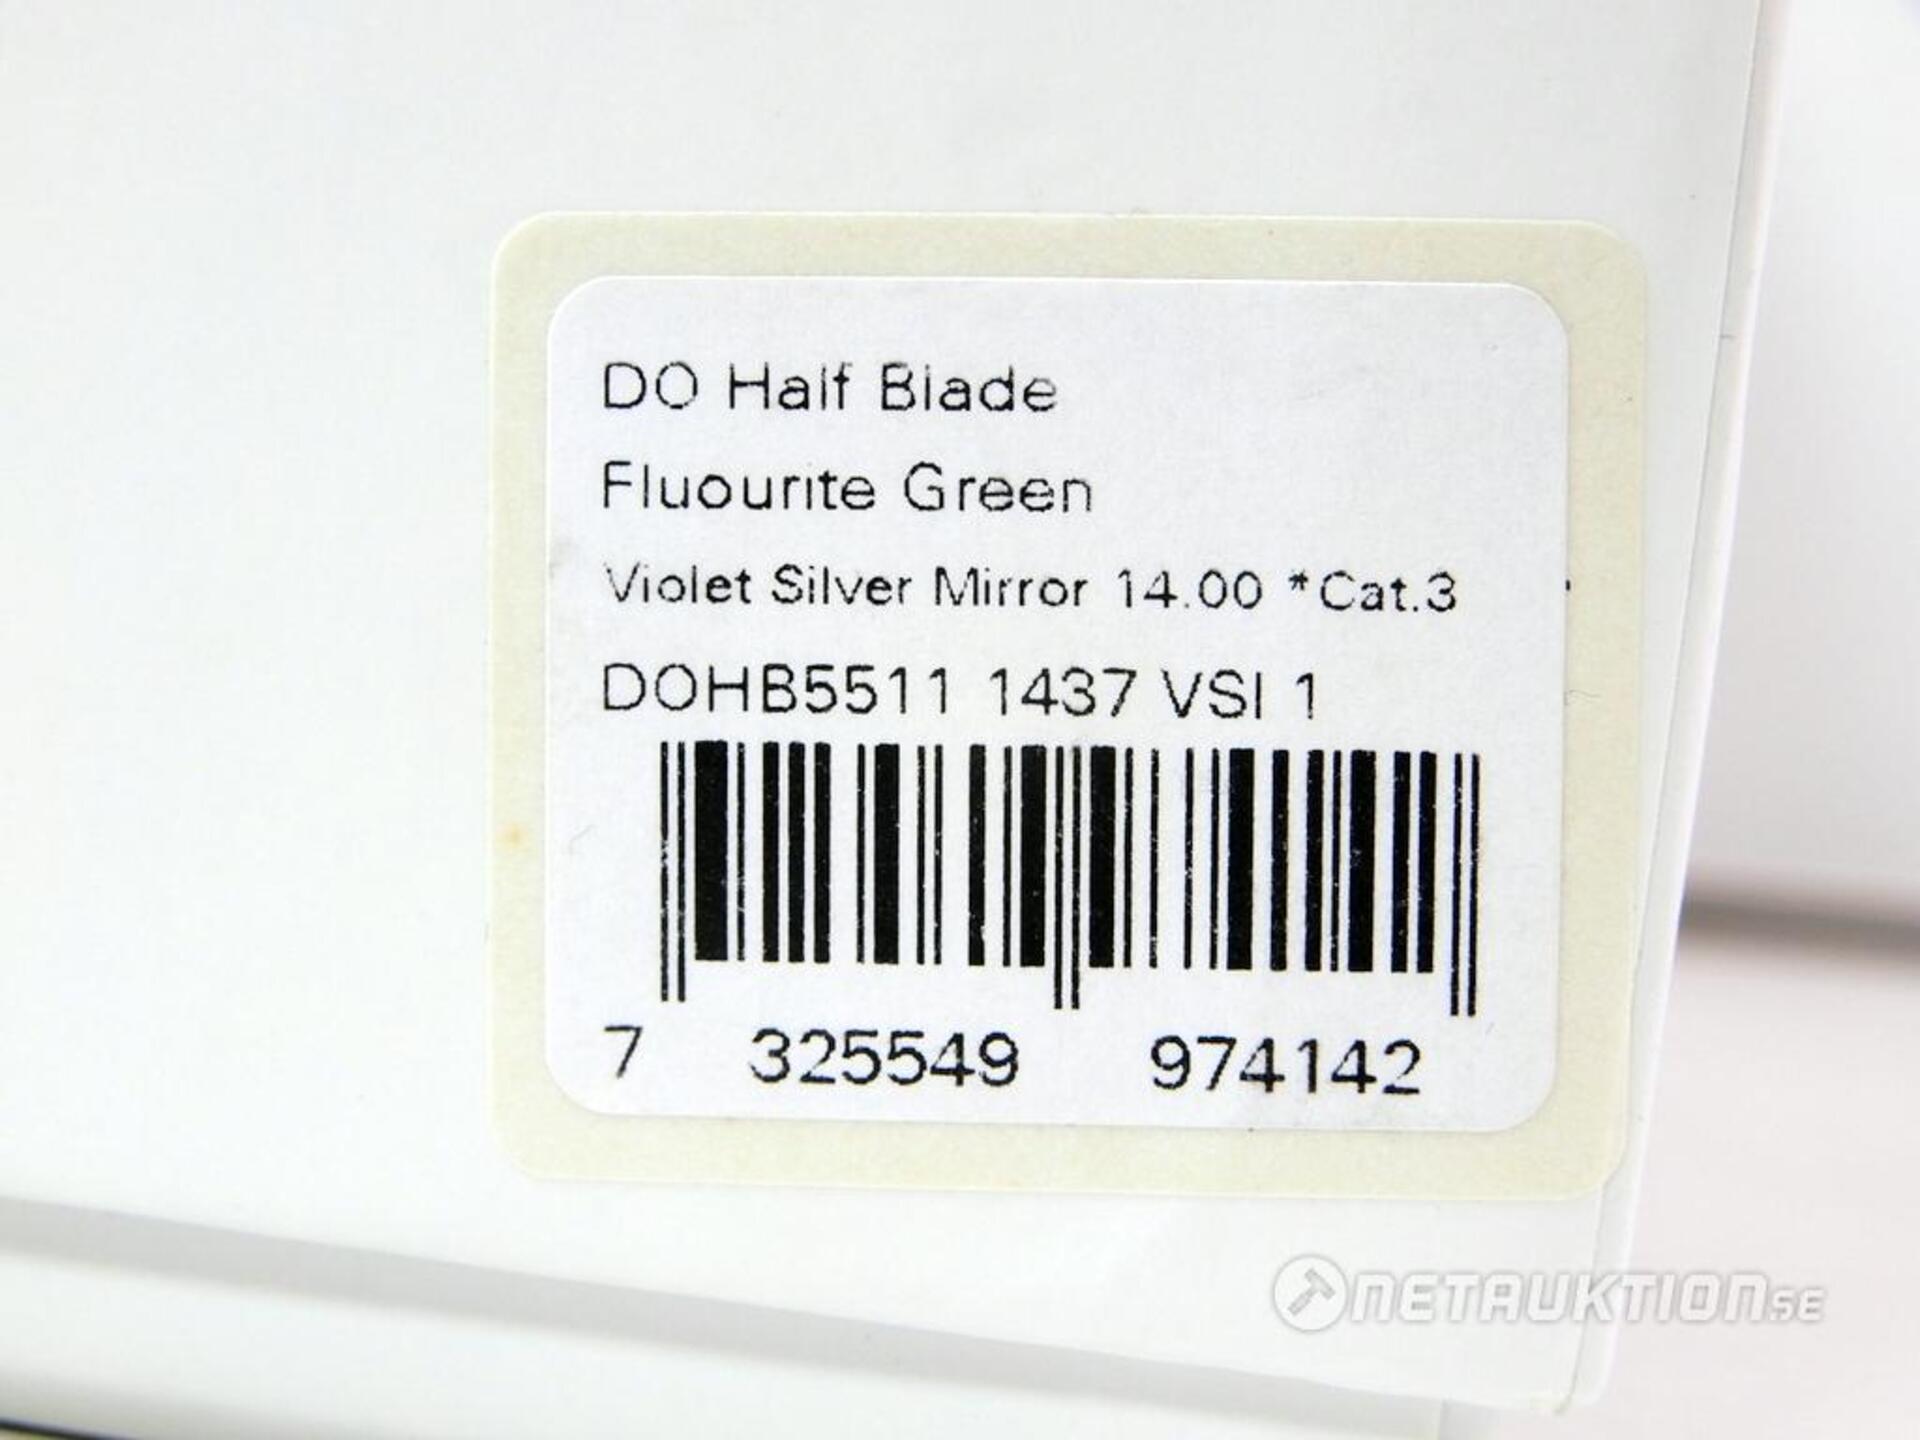 DO Half Blade
Fluourite Green
Violet Silver Mirror 14.00 *Cat.3
DOHB5511 1437 VSI 1
7 325549 974142
NETAUKTION.SE